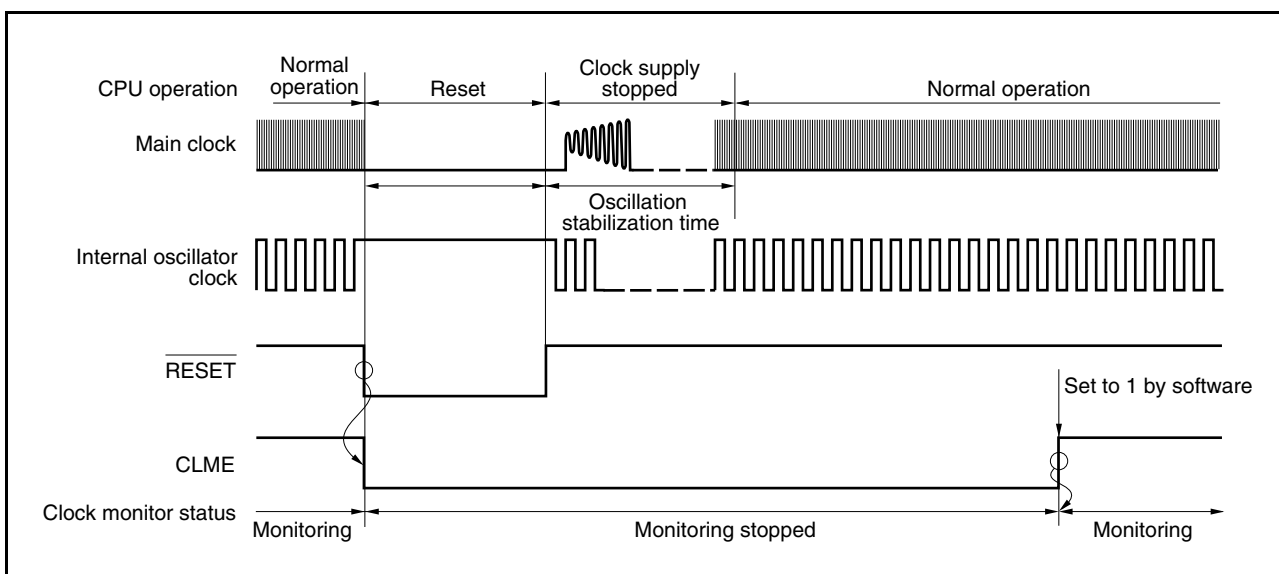 Normal
operation
Clock supply
stopped
CPU operation
Reset
Normal operation
Main clock
Oscillation
stabilization time
Internal oscillator
clock
RESET
Set to 1 by software
CLME
Clock monitor status
Monitoring
Monitoring stopped
Monitoring